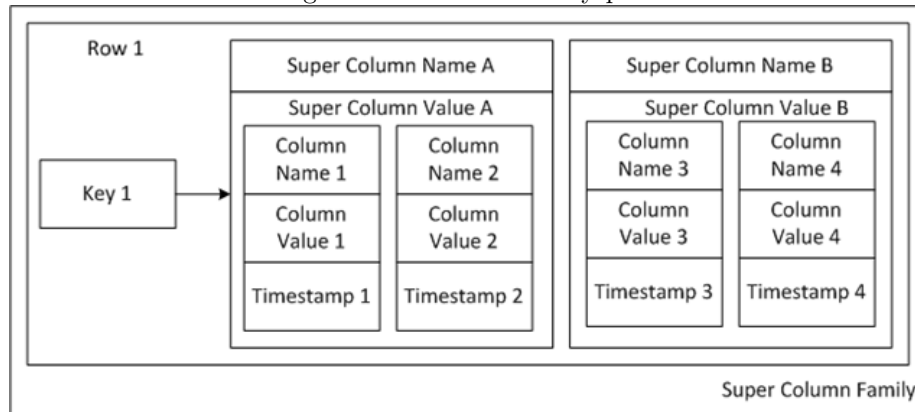 Row 1
Super Column Name A
Super Column Name B
Super Column Value A
Super Column Value B
Key 1
Column
Name 1
Column
Name 2
Column
Name 3
Column
Name 4
Column
Value 1
Column
Value 2
Column
Value 3
Column
Value 4
Timestamp 1
Timestamp 2
Timestamp 3
Timestamp 4
Super Column Family